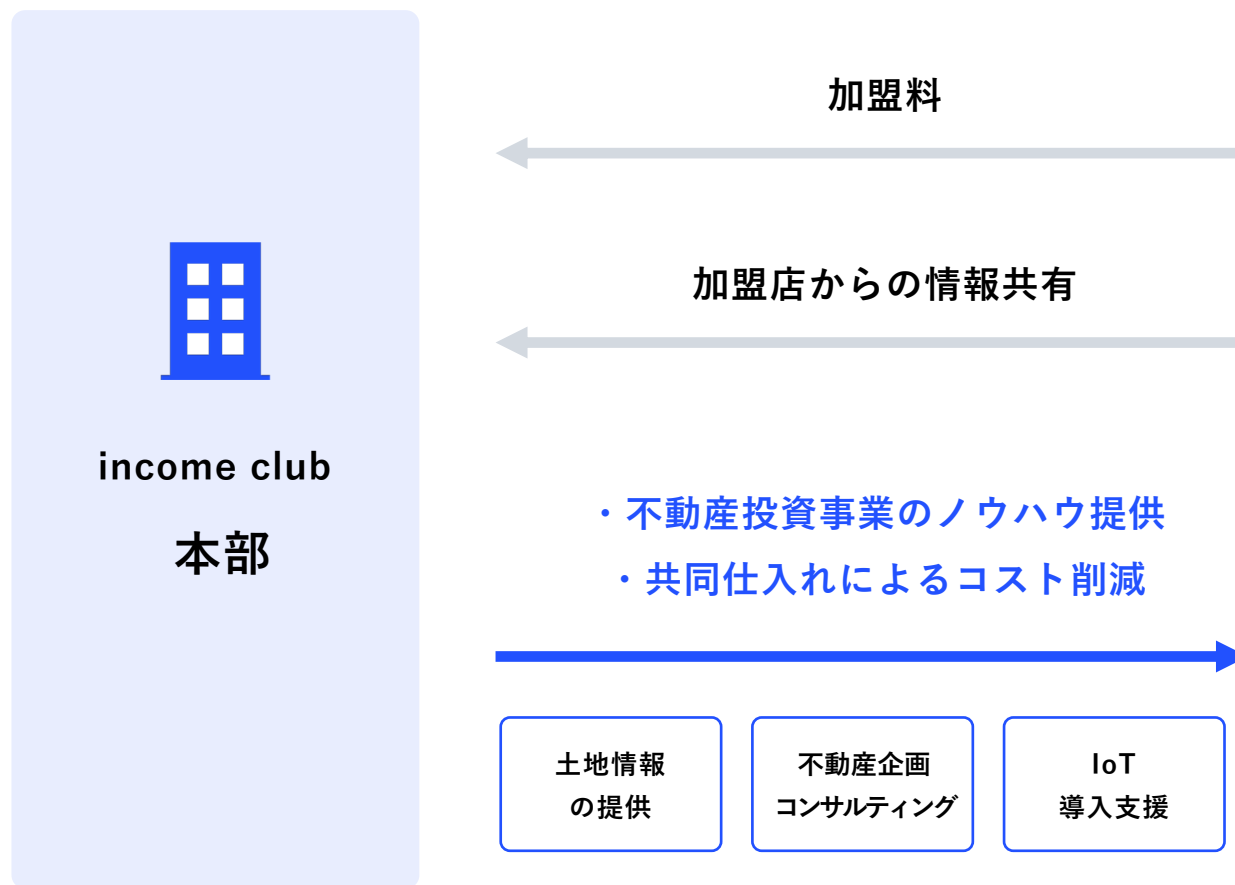 加盟料
加盟店からの情報共有
income club
本部
・不動産投資事業のノウハウ提供
・共同仕入れによるコスト削減
土地情報
の提供
不動産企画
コンサルティング
IoT
導入支援